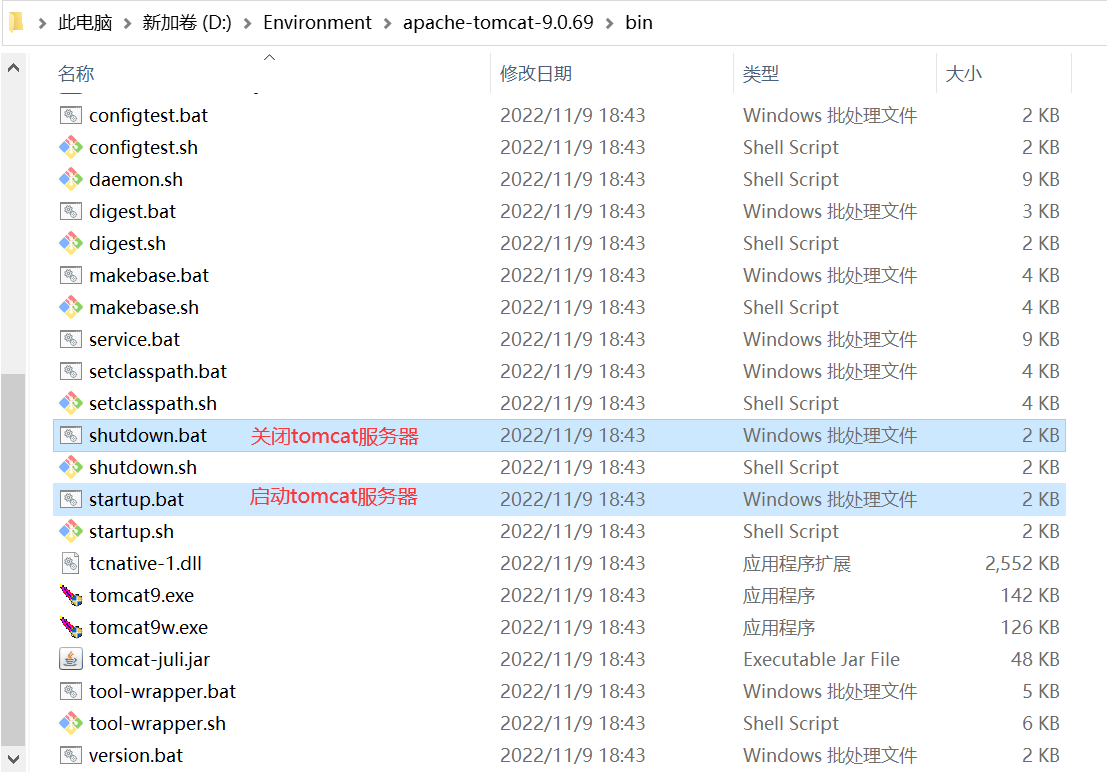 此电脑 > 新加卷 (D:) > Environment > apache-tomcat-9.0.69 > bin
名称 修改日期 类型 大小
configtest.bat 2022/11/9 18:43 Windows 批处理文件 2 KB
configtest.sh 2022/11/9 18:43 Shell Script 2 KB
daemon.sh 2022/11/9 18:43 Shell Script 9 KB
digest.bat 2022/11/9 18:43 Windows 批处理文件 3 KB
digest.sh 2022/11/9 18:43 Shell Script 2 KB
makebase.bat 2022/11/9 18:43 Windows 批处理文件 4 KB
makebase.sh 2022/11/9 18:43 Shell Script 4 KB
service.bat 2022/11/9 18:43 Windows 批处理文件 9 KB
setclasspath.bat 2022/11/9 18:43 Windows 批处理文件 4 KB
setclasspath.sh 2022/11/9 18:43 Shell Script 4 KB
shutdown.bat 关闭tomcat服务器 2022/11/9 18:43 Windows 批处理文件 2 KB
shutdown.sh 2022/11/9 18:43 Shell Script 2 KB
startup.bat 启动tomcat服务器 2022/11/9 18:43 Windows 批处理文件 2 KB
startup.sh 2022/11/9 18:43 Shell Script 2 KB
tcnative-1.dll 2022/11/9 18:43 应用程序扩展 2,552 KB
tomcat9.exe 2022/11/9 18:43 应用程序 142 KB
tomcat9w.exe 2022/11/9 18:43 应用程序 126 KB
tomcat-juli.jar 2022/11/9 18:43 Executable Jar File 48 KB
tool-wrapper.bat 2022/11/9 18:43 Windows 批处理文件 5 KB
tool-wrapper.sh 2022/11/9 18:43 Shell Script 6 KB
version.bat 2022/11/9 18:43 Windows 批处理文件 2 KB